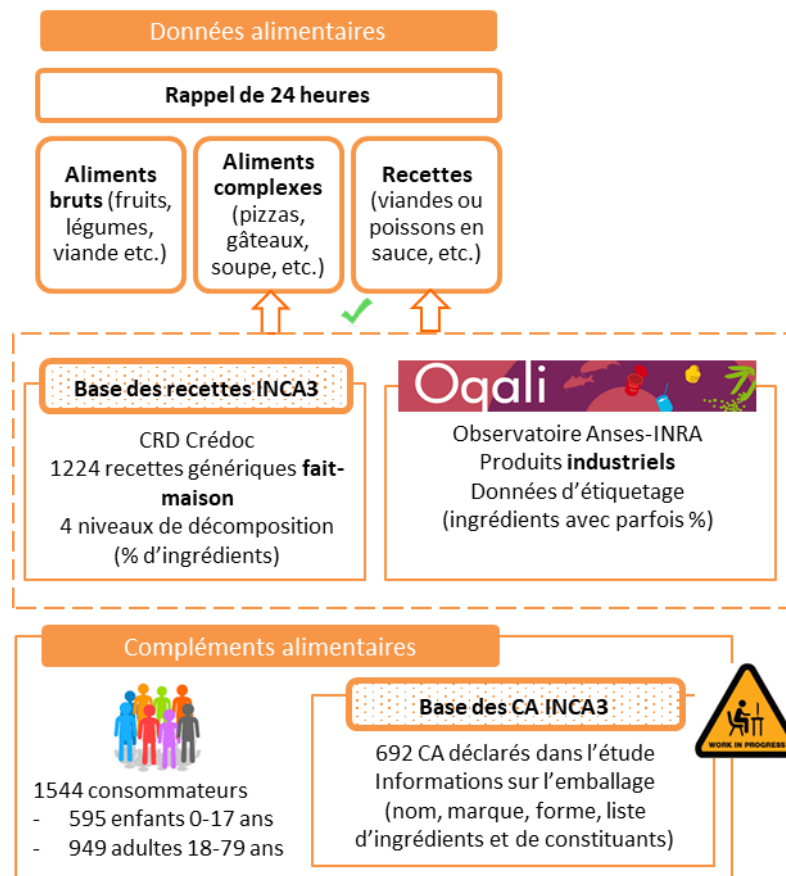 Données alimentaires
Rappel de 24 heures
Aliments
bruts (fruits,
légumes,
viande etc.)
Aliments
complexes
(pizzas,
gâteaux,
soupe, etc.)
Recettes
(viandes ou
poissons en
sauce, etc.)
Base des recettes INCA3
CRD Crédoc
1224 recettes génériques fait-
maison
4 niveaux de décomposition
(% d'ingrédients)
Oqali
Observatoire Anses-INRA
Produits industriels
Données d'étiquetage
(ingrédients avec parfois %)
Compléments alimentaires
1544 consommateurs
- 595 enfants 0-17 ans
- 949 adultes 18-79 ans
Base des CA INCA3
692 CA déclarés dans l'étude
Informations sur l'emballage
(nom, marque, forme, liste
d'ingrédients et de constituants)
WORK IN PROGRESS